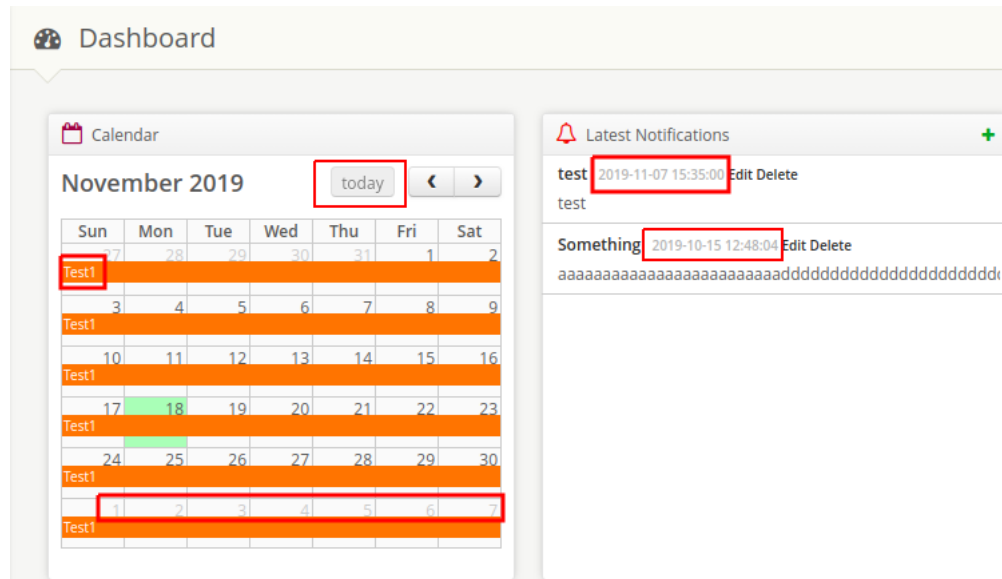 Dashboard
Calendar
November 2019
today
Sun Mon Tue Wed Thu Fri Sat
27 28 29 30 31 1 2
Test1
3 4 5 6 7 8 9
Test1
10 11 12 13 14 15 16
Test1
17 18 19 20 21 22 23
Test1
24 25 26 27 28 29 30
Test1
1 2 3 4 5 6 7
Test1
Latest Notifications
test 2019-11-07 15:35:00 Edit Delete
test
Something 2019-10-15 12:48:04 Edit Delete